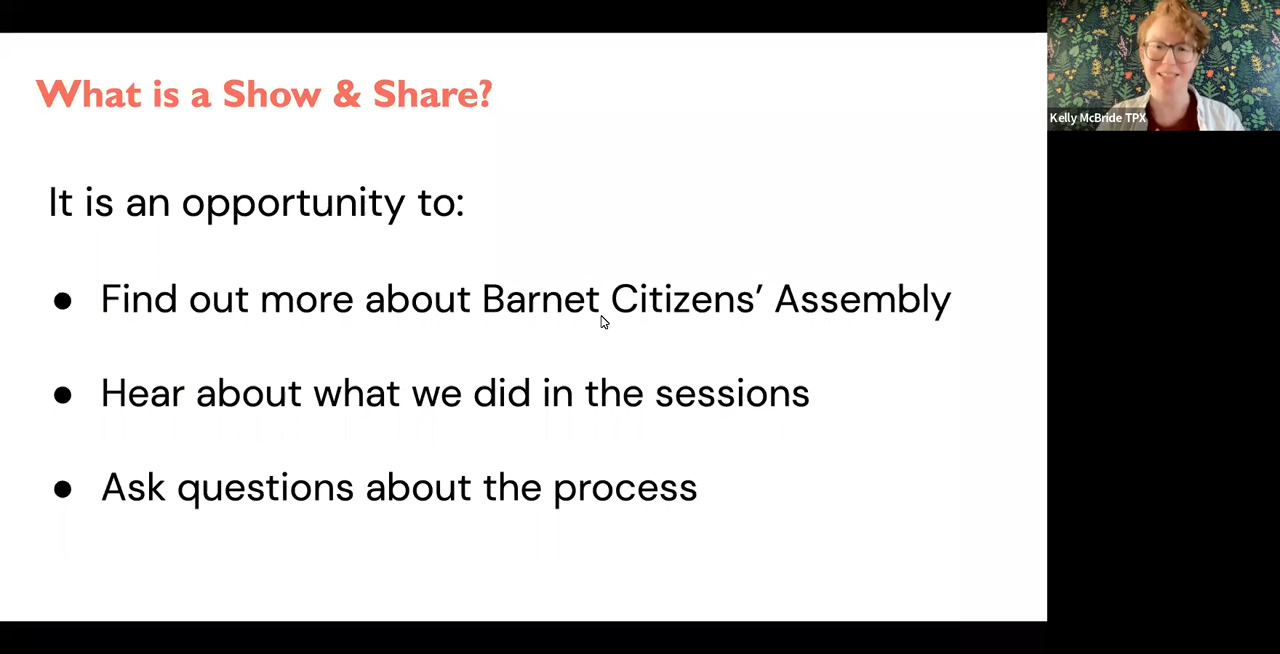 What is a Show & Share?
Kelly McBride TPX
It is an opportunity to:
● Find out more about Barnet Citizens’ Assembly
● Hear about what we did in the sessions
● Ask questions about the process